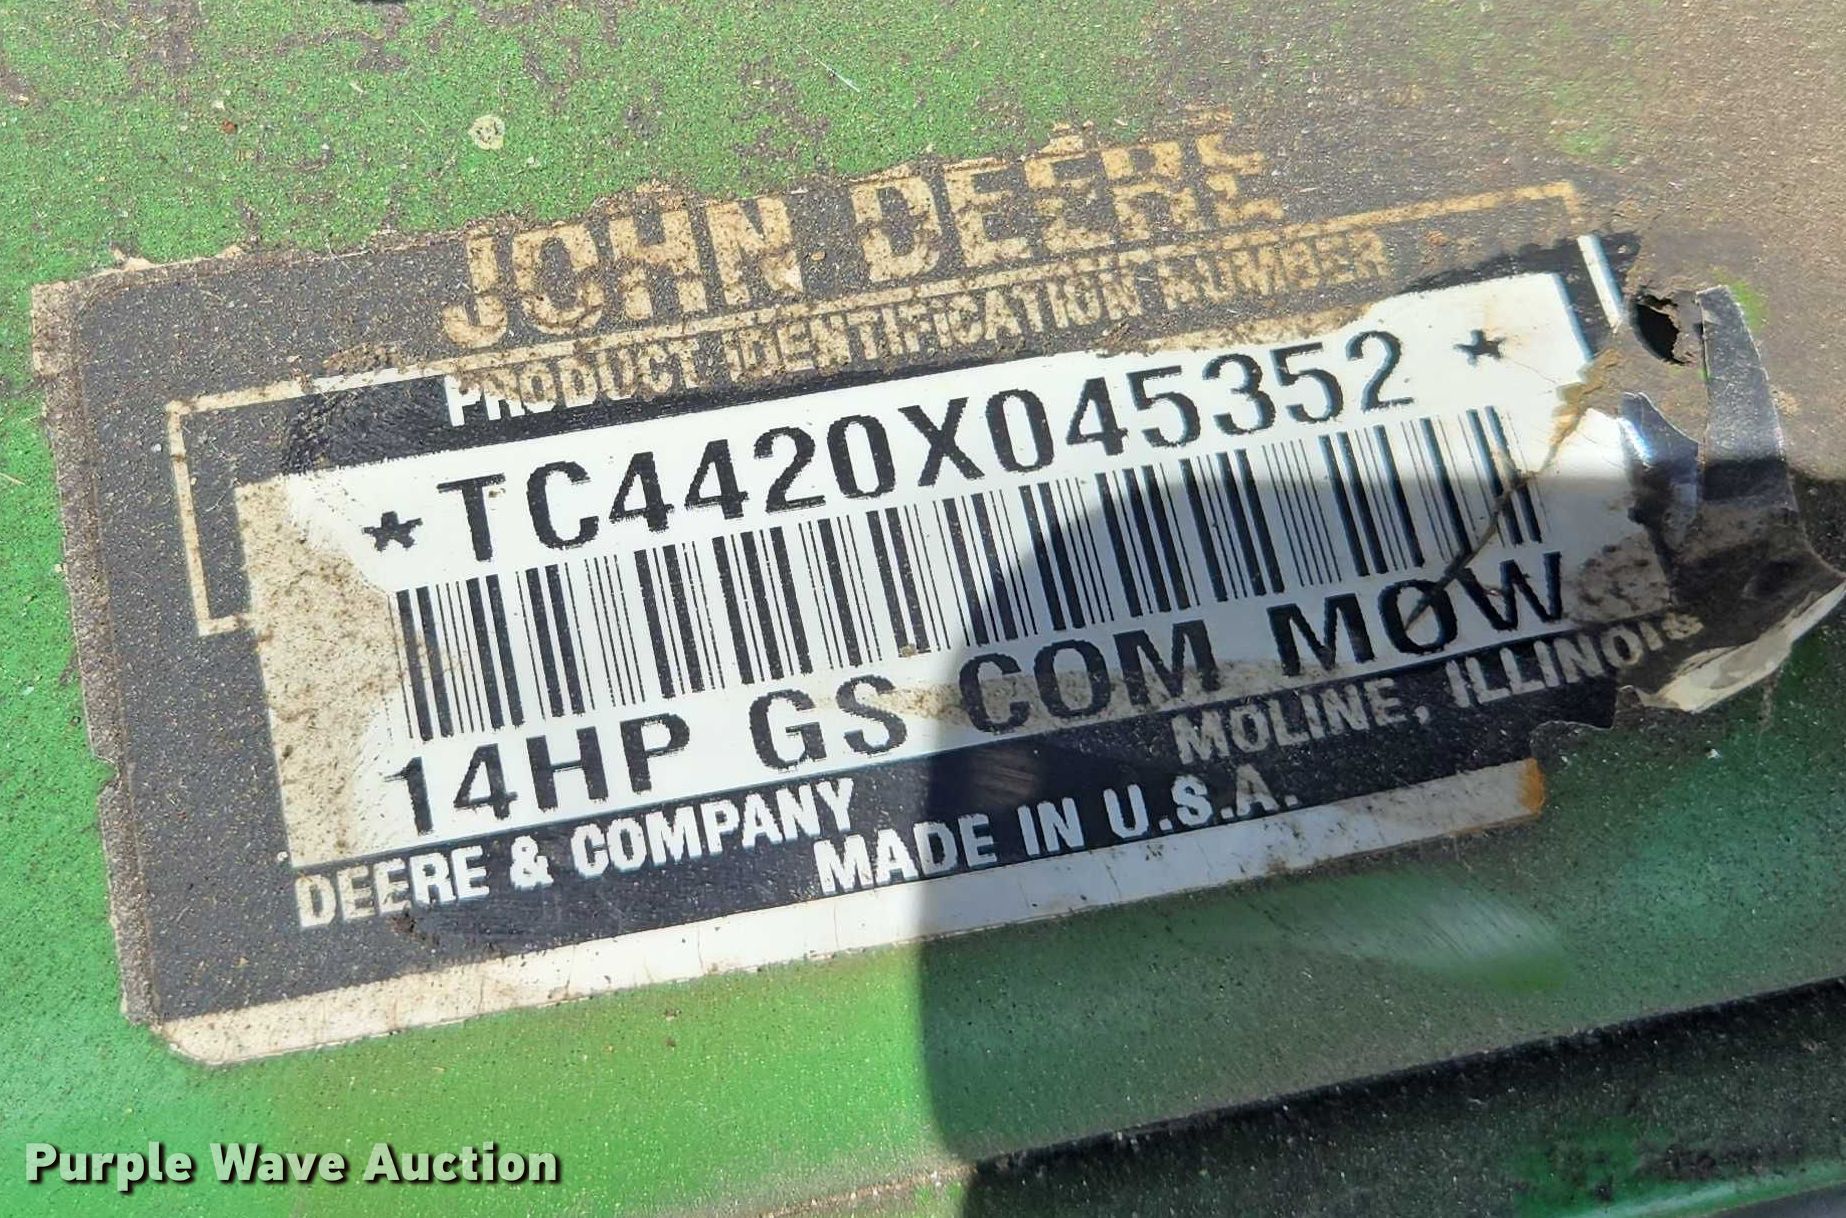 JOHN DEERE
PRODUCT IDENTIFICATION NUMBER
*TC4420X045352*
14HP GS COM MOW
DEERE & COMPANY MOLINE, ILLINOIS
MADE IN U.S.A.
Purple Wave Auction